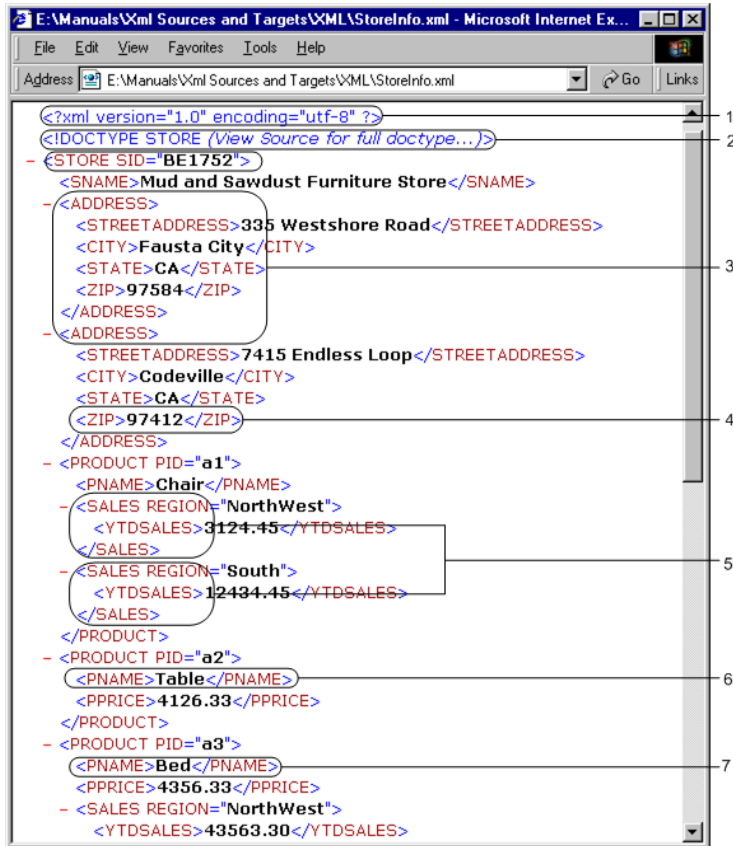 E:\Manuals\Xml Sources and Targets\XML\StoreInfo.xml - Microsoft Internet Ex...
File Edit View Favorites Tools Help
Address E:\Manuals\Xml Sources and Targets\XML\StoreInfo.xml Go Links
<?xml version="1.0" encoding="utf-8" ?> 1
<!DOCTYPE STORE (View Source for full doctype...)> 2
- <STORE SID="BE1752">
<SNAME>Mud and Sawdust Furniture Store</SNAME>
- <ADDRESS>
<STREETADDRESS>335 Westshore Road</STREETADDRESS>
<CITY>Fausta City</CITY>
<STATE>CA</STATE> 3
<ZIP>97584</ZIP>
</ADDRESS>
- <ADDRESS>
<STREETADDRESS>7415 Endless Loop</STREETADDRESS>
<CITY>Codeville</CITY>
<STATE>CA</STATE>
<ZIP>97412</ZIP> 4
</ADDRESS>
- <PRODUCT PID="a1">
<PNAME>Chair</PNAME>
- <SALES REGION="NorthWest">
<YTDSALES>3124.45</YTDSALES>
</SALES>
- <SALES REGION="South"> 5
<YTDSALES>12434.45</YTDSALES>
</SALES>
</PRODUCT>
- <PRODUCT PID="a2">
<PNAME>Table</PNAME> 6
<PPRICE>4126.33</PPRICE>
</PRODUCT>
- <PRODUCT PID="a3">
<PNAME>Bed</PNAME> 7
<PPRICE>4356.33</PPRICE>
- <SALES REGION="NorthWest">
<YTDSALES>43563.30</YTDSALES>